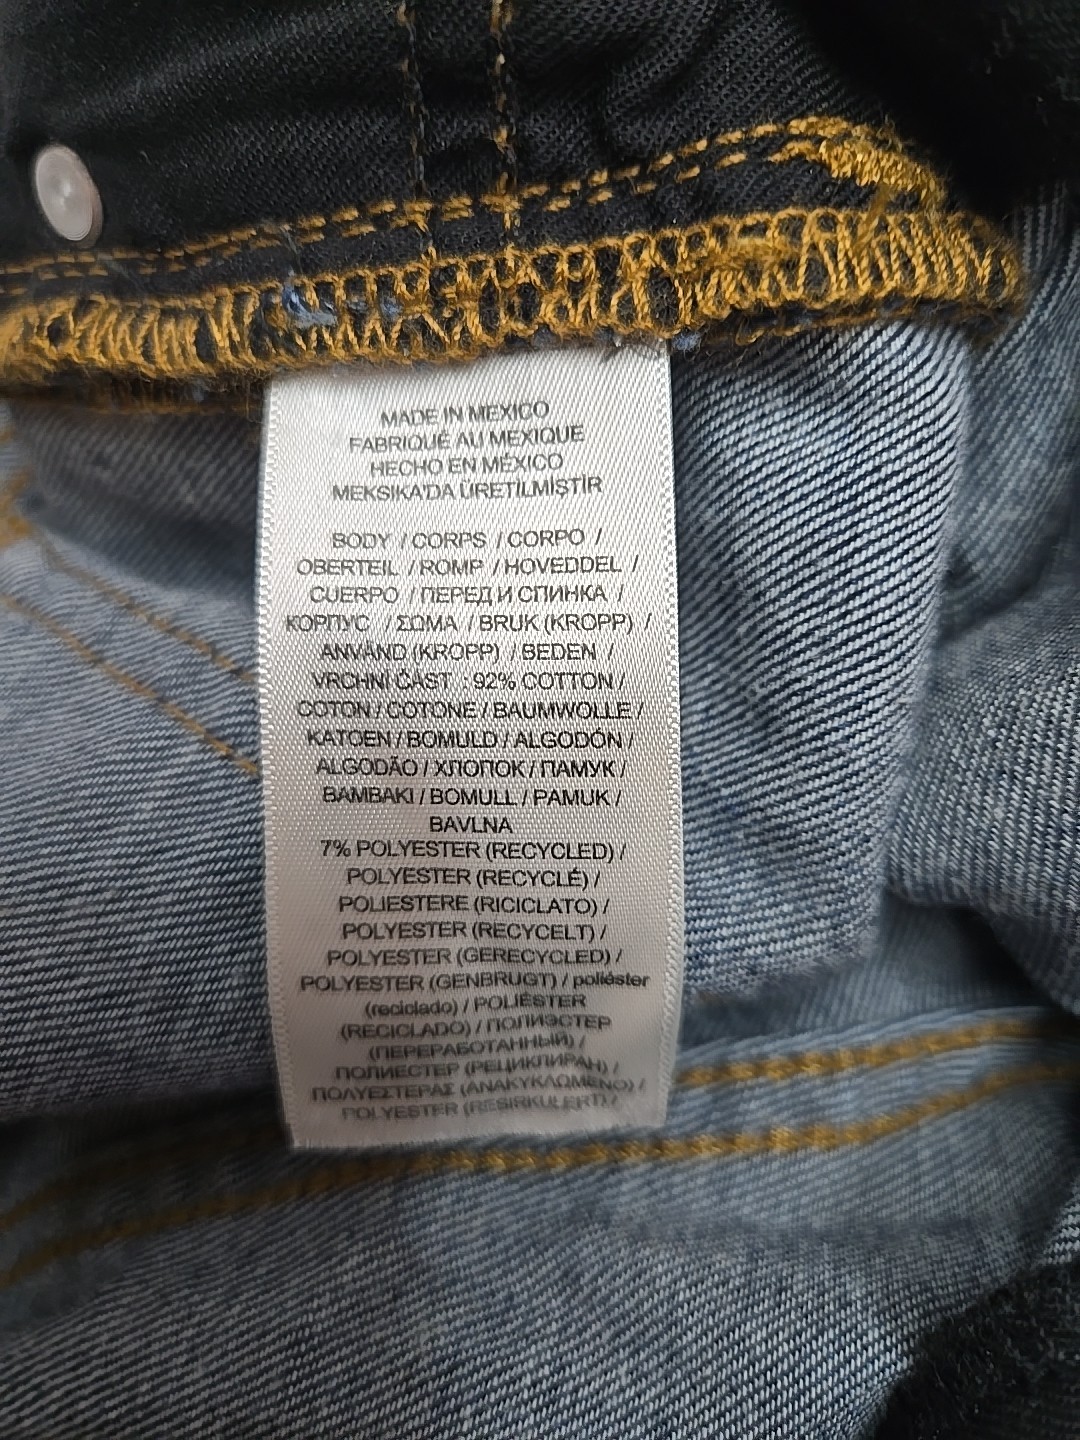 MADE IN MEXICO
FABRIQUÉ AU MEXIQUE
HECHO EN MÉXICO
MEKSIKA'DA ÜRETİLMİŞTİR
BODY / CORPS / CORPO /
OBERTEIL / ROMP / HOVEDDEL /
CUERPO / ПЕРЕД И СПИНКА /
КОРПУС / ΣΩΜΑ / BRUK (KROPP) /
ANVÄND (KROPP) / BEDEN /
VRCHNÍ ČÁST : 92% COTTON /
COTON / COTONE / BAUMWOLLE /
KATOEN / BOMULD / ALGODÓN /
ALGODÃO / ХЛОПОК / ПАМУК /
BAMBAKI / BOMULL / PAMUK /
BAVLNA
7% POLYESTER (RECYCLED) /
POLYESTER (RECYCLÉ) /
POLIESTERE (RICICLATO) /
POLYESTER (RECYCELT) /
POLYESTER (GERECYCLED) /
POLYESTER (GENBRUGT) / poliéster
(reciclado) / POLIÉSTER
(RECICLADO) / ПОЛИЭСТЕР
(ПЕРЕРАБОТАННЫЙ) /
ПОЛИЕСТЕР (РЕЦИКЛИРАН) /
ΠΟΛΥΕΣΤΕΡΑΣ (ΑΝΑΚΥΚΛΩΜΕΝΟ) /
POLYESTER (RESIRKULERT) /